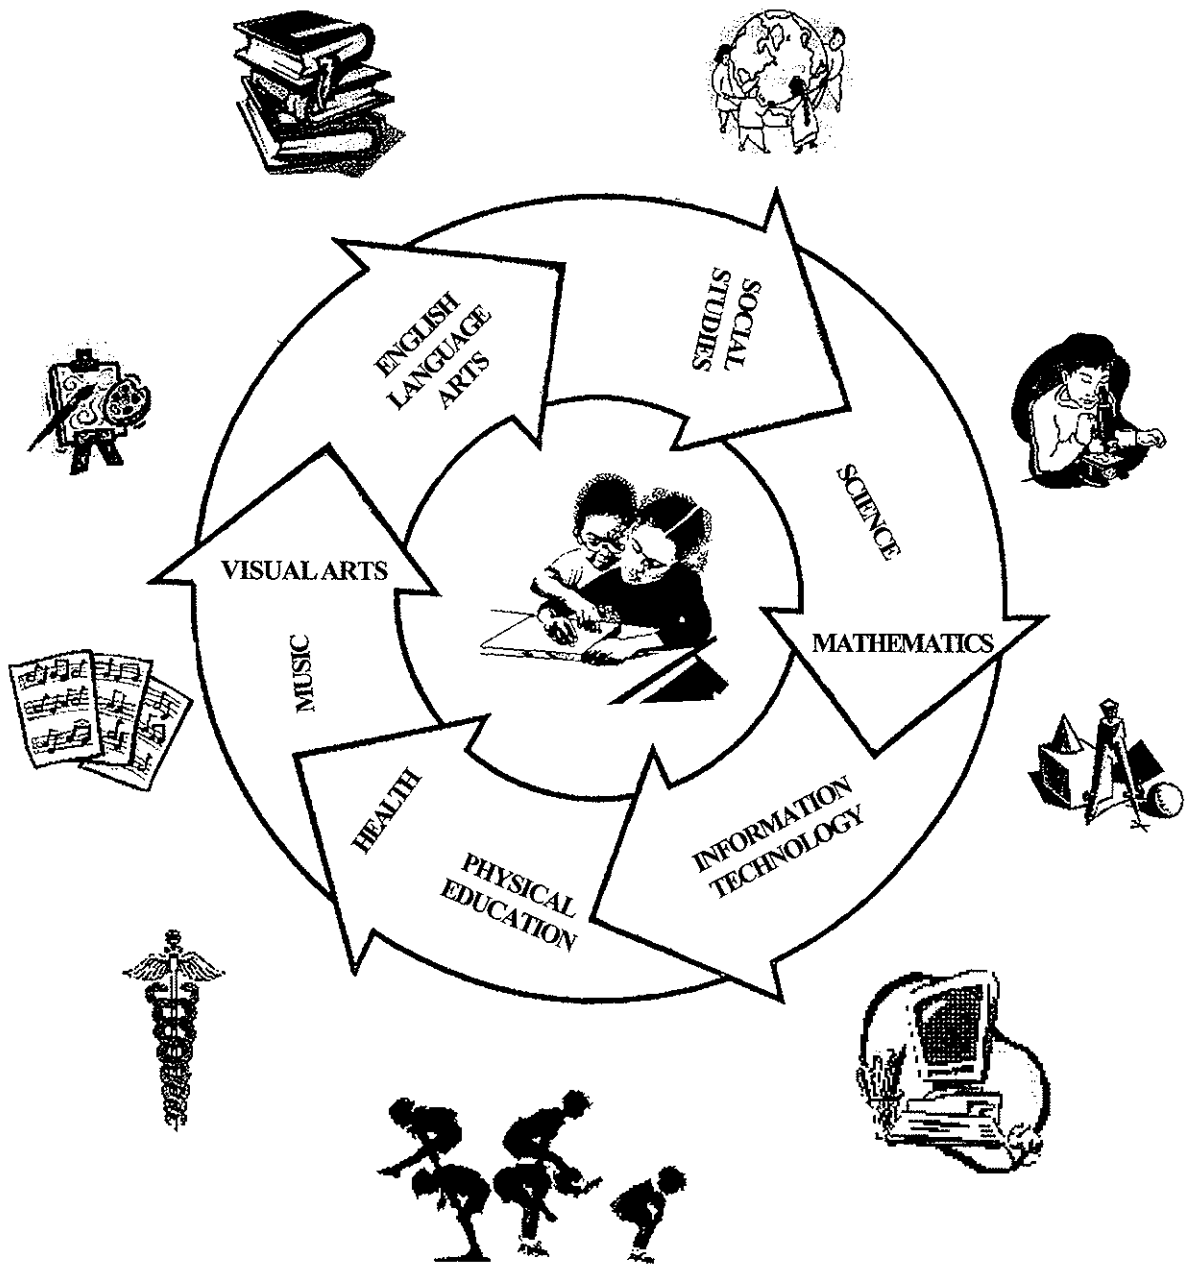 ENGLISH
LANGUAGE
ARTS
SOCIAL
STUDIES
SCIENCE
MATHEMATICS
INFORMATION
TECHNOLOGY
PHYSICAL
EDUCATION
HEALTH
MUSIC
VISUAL ARTS